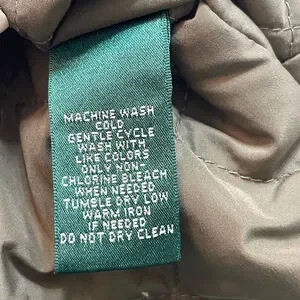 MACHINE WASH
COLD
GENTLE CYCLE
WASH WITH
LIKE COLORS
ONLY NON-
CHLORINE BLEACH
WHEN NEEDED
TUMBLE DRY LOW
WARM IRON
IF NEEDED
DO NOT DRY CLEAN